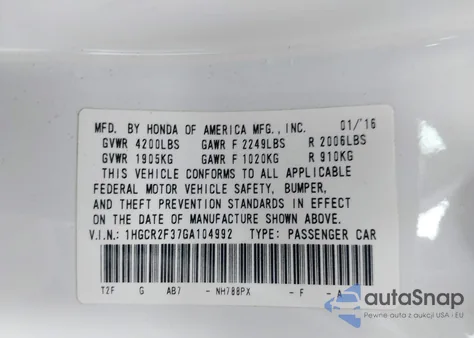 MFD. BY HONDA OF AMERICA MFG., INC. 01/'16
GVWR 4200LBS GAWR F 2249LBS R 2006LBS
GVWR 1905KG GAWR F 1020KG R 910KG
THIS VEHICLE CONFORMS TO ALL APPLICABLE
FEDERAL MOTOR VEHICLE SAFETY, BUMPER,
AND THEFT PREVENTION STANDARDS IN EFFECT
ON THE DATE OF MANUFACTURE SHOWN ABOVE.
V.I.N.: 1HGCR2F37GA104992 TYPE: PASSENGER CAR
T2F G AB7 - NH788PX - F - A
autaSnap
Pewne auta z aukcji USA i EU